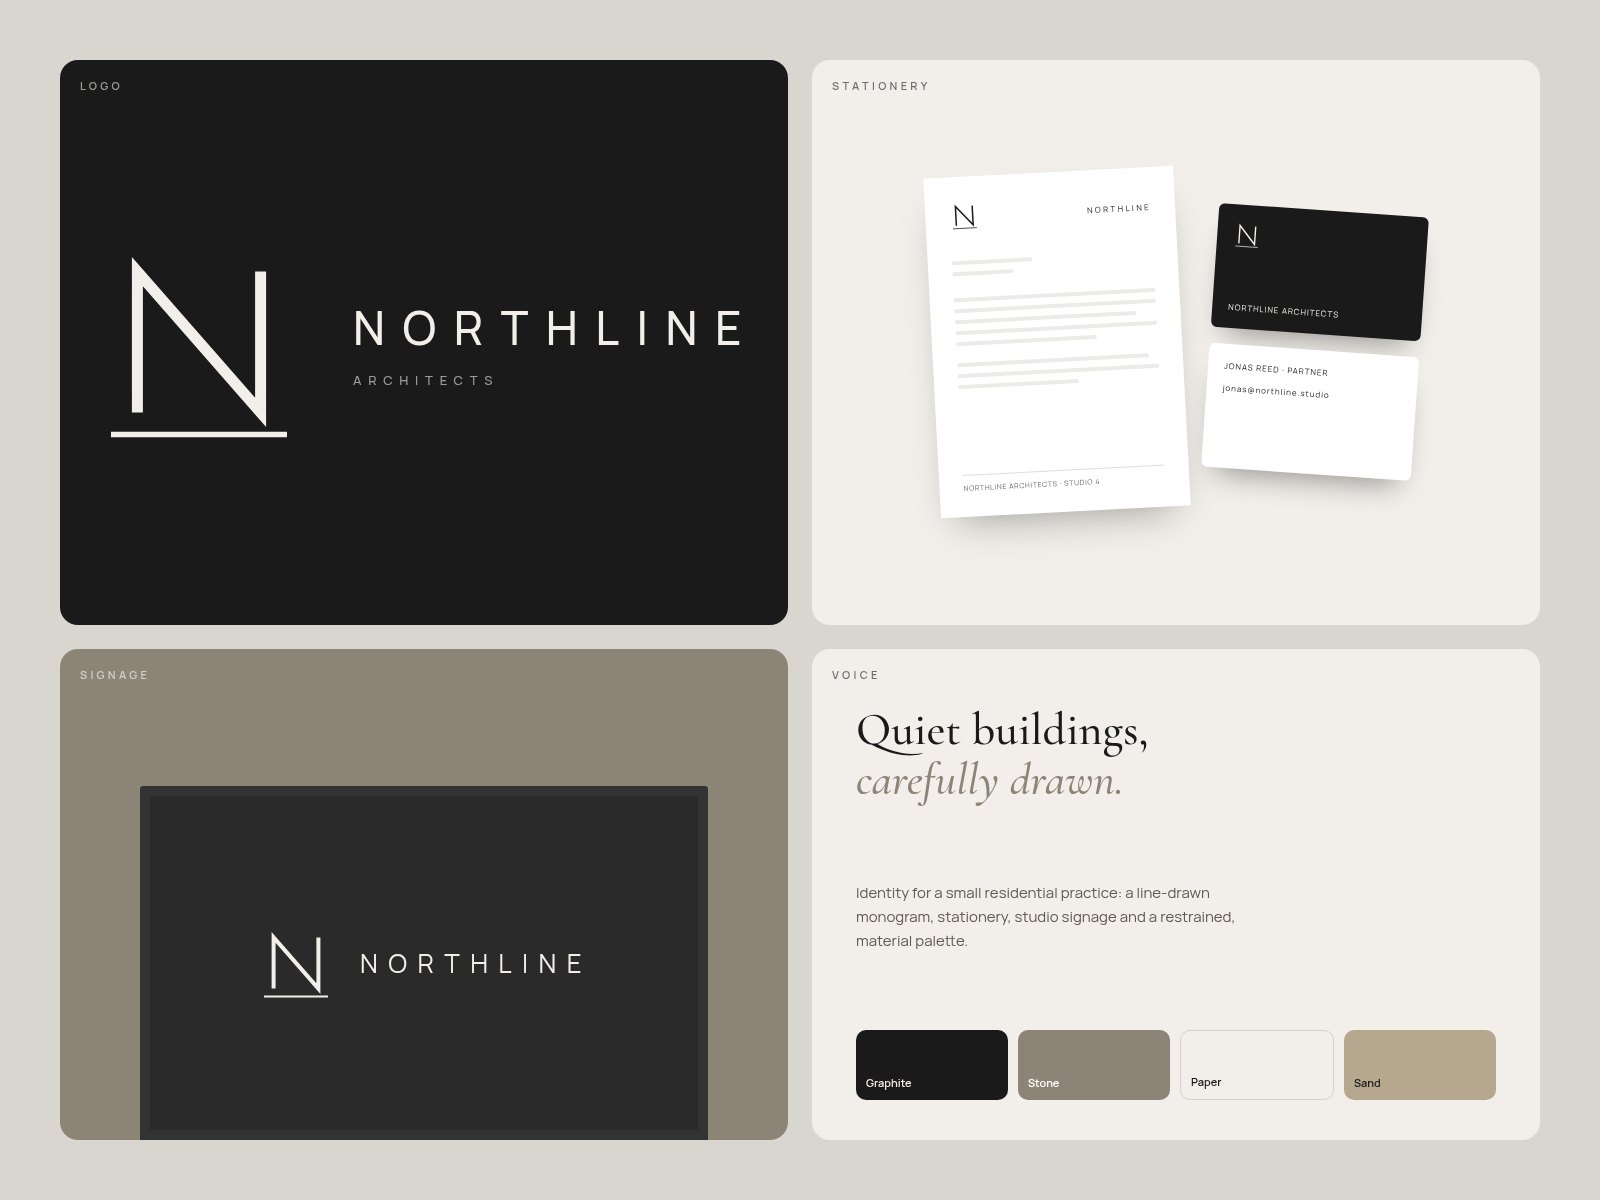 LOGO
N
NORTHLINE
ARCHITECTS
STATIONERY
N
NORTHLINE
NORTHLINE ARCHITECTS · STUDIO 4
N
NORTHLINE ARCHITECTS
JONAS REED · PARTNER
jonas@northline.studio
SIGNAGE
N
NORTHLINE
VOICE
Quiet buildings,
carefully drawn.
Identity for a small residential practice: a line-drawn
monogram, stationery, studio signage and a restrained,
material palette.
Graphite
Stone
Paper
Sand